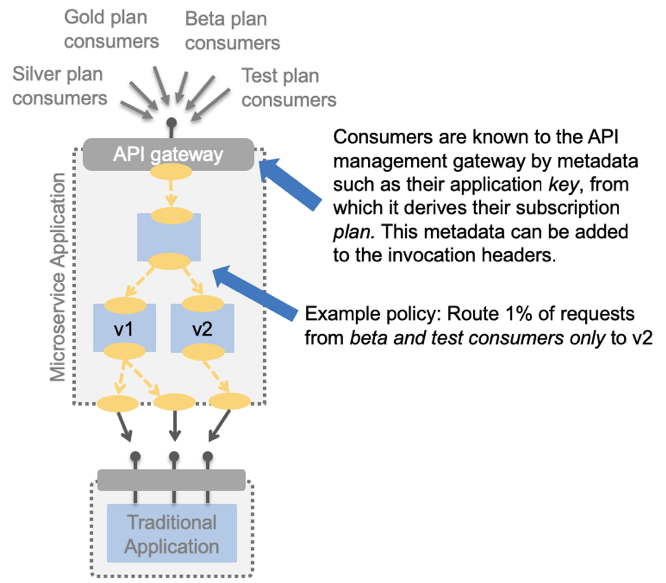 Gold plan
consumers
Beta plan
consumers
Silver plan
consumers
Test plan
consumers
API gateway
Consumers are known to the API
management gateway by metadata
such as their application key, from
which it derives their subscription
plan. This metadata can be added
to the invocation headers.
Microservice Application
Example policy: Route 1% of requests
from beta and test consumers only to v2
v1
v2
Traditional
Application